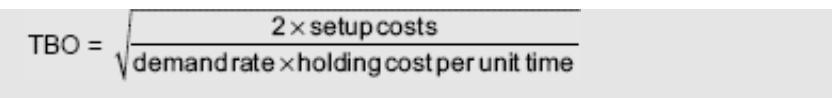 2 × setup costs
TBO = √
demand rate × holding cost per unit time